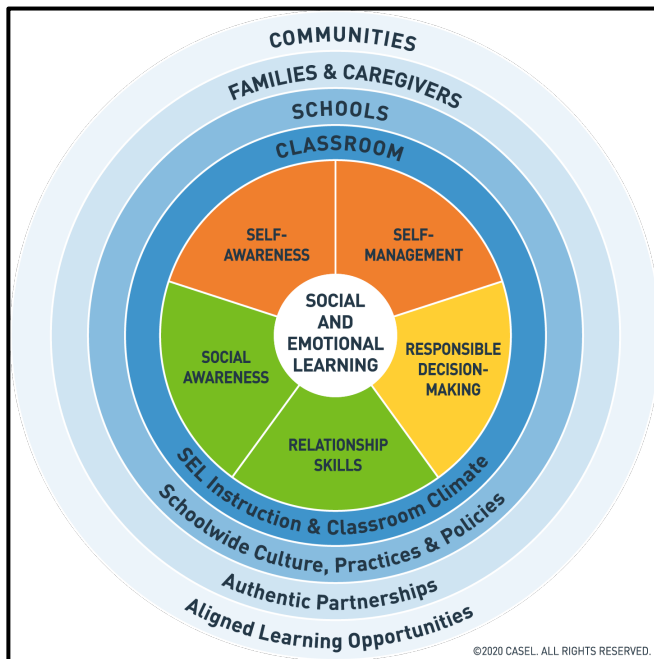 COMMUNITIES
FAMILIES & CAREGIVERS
SCHOOLS
CLASSROOM
SELF-
AWARENESS
SELF-
MANAGEMENT
SOCIAL
AND
EMOTIONAL
LEARNING
SOCIAL
AWARENESS
RESPONSIBLE
DECISION-
MAKING
RELATIONSHIP
SKILLS
SEL Instruction & Classroom Climate
Schoolwide Culture, Practices & Policies
Authentic Partnerships
Aligned Learning Opportunities
©2020 CASEL. ALL RIGHTS RESERVED.